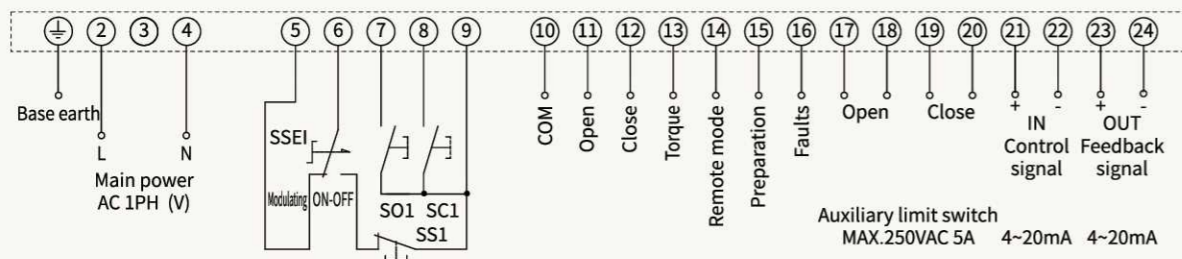 2 3 4 5 6 7 8 9 10 11 12 13 14 15 16 17 18 19 20 21 22 23 24
Base earth
L N
Main power
AC 1PH (V)
SSEI
Modulating ON-OFF
SO1 SC1
SS1
COM
Open
Close
Torque
Remote mode
Preparation
Faults
Open
Close
+ - + -
IN OUT
Control Feedback
signal signal
Auxiliary limit switch
MAX.250VAC 5A 4~20mA 4~20mA